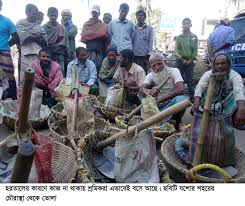 হরতালের কারণে কাজ না থাকায় শ্রমিকরা এভাবেই বসে আছে। ছবিটি যশোর শহরের
চৌরাস্তা থেকে তোলা